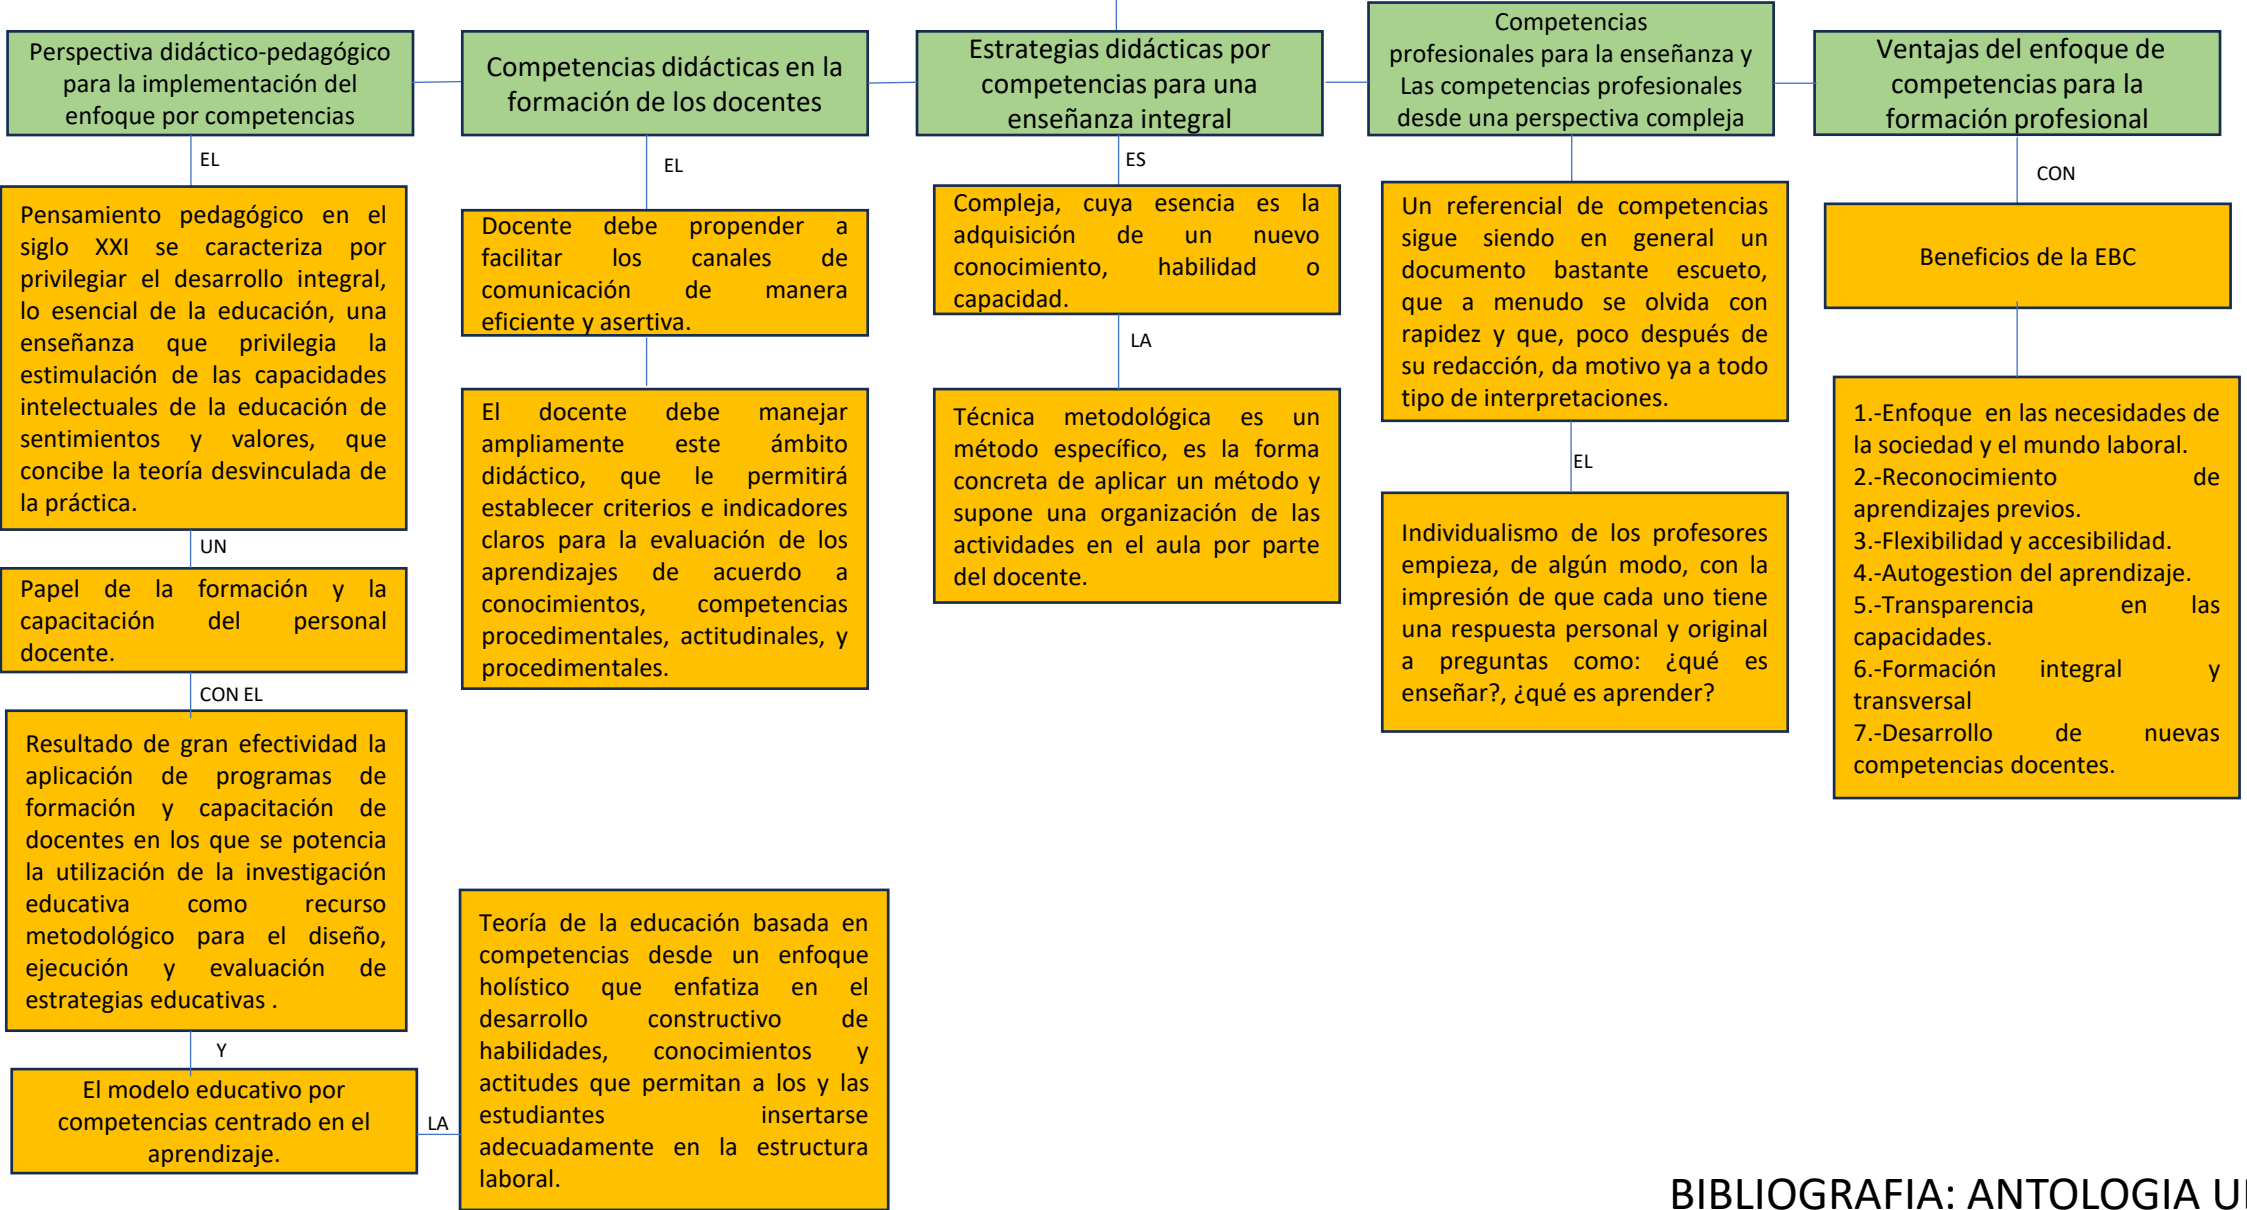 Perspectiva didáctico-pedagógico
para la implementación del
enfoque por competencias
EL
Pensamiento pedagógico en el
siglo XXI se caracteriza por
privilegiar el desarrollo integral,
lo esencial de la educación, una
enseñanza que privilegia la
estimulación de las capacidades
intelectuales de la educación de
sentimientos y valores, que
concibe la teoría desvinculada de
la práctica.
UN
Papel de la formación y la
capacitación del personal
docente.
CON EL
Resultado de gran efectividad la
aplicación de programas de
formación y capacitación de
docentes en los que se potencia
la utilización de la investigación
educativa como recurso
metodológico para el diseño,
ejecución y evaluación de
estrategias educativas .
Y
El modelo educativo por
competencias centrado en el
aprendizaje.
LA
Teoría de la educación basada en
competencias desde un enfoque
holístico que enfatiza en el
desarrollo constructivo de
habilidades, conocimientos y
actitudes que permitan a los y las
estudiantes insertarse
adecuadamente en la estructura
laboral.
Competencias didácticas en la
formación de los docentes
EL
Docente debe propender a
facilitar los canales de
comunicación de manera
eficiente y asertiva.
El docente debe manejar
ampliamente este ámbito
didáctico, que le permitirá
establecer criterios e indicadores
claros para la evaluación de los
aprendizajes de acuerdo a
conocimientos, competencias
procedimentales, actitudinales, y
procedimentales.
Estrategias didácticas por
competencias para una
enseñanza integral
ES
Compleja, cuya esencia es la
adquisición de un nuevo
conocimiento, habilidad o
capacidad.
LA
Técnica metodológica es un
método específico, es la forma
concreta de aplicar un método y
supone una organización de las
actividades en el aula por parte
del docente.
Competencias
profesionales para la enseñanza y
Las competencias profesionales
desde una perspectiva compleja
Un referencial de competencias
sigue siendo en general un
documento bastante escueto,
que a menudo se olvida con
rapidez y que, poco después de
su redacción, da motivo ya a todo
tipo de interpretaciones.
EL
Individualismo de los profesores
empieza, de algún modo, con la
impresión de que cada uno tiene
una respuesta personal y original
a preguntas como: ¿qué es
enseñar?, ¿qué es aprender?
Ventajas del enfoque de
competencias para la
formación profesional
CON
Beneficios de la EBC
1.-Enfoque en las necesidades de
la sociedad y el mundo laboral.
2.-Reconocimiento de
aprendizajes previos.
3.-Flexibilidad y accesibilidad.
4.-Autogestion del aprendizaje.
5.-Transparencia en las
capacidades.
6.-Formación integral y
transversal
7.-Desarrollo de nuevas
competencias docentes.
BIBLIOGRAFIA: ANTOLOGIA